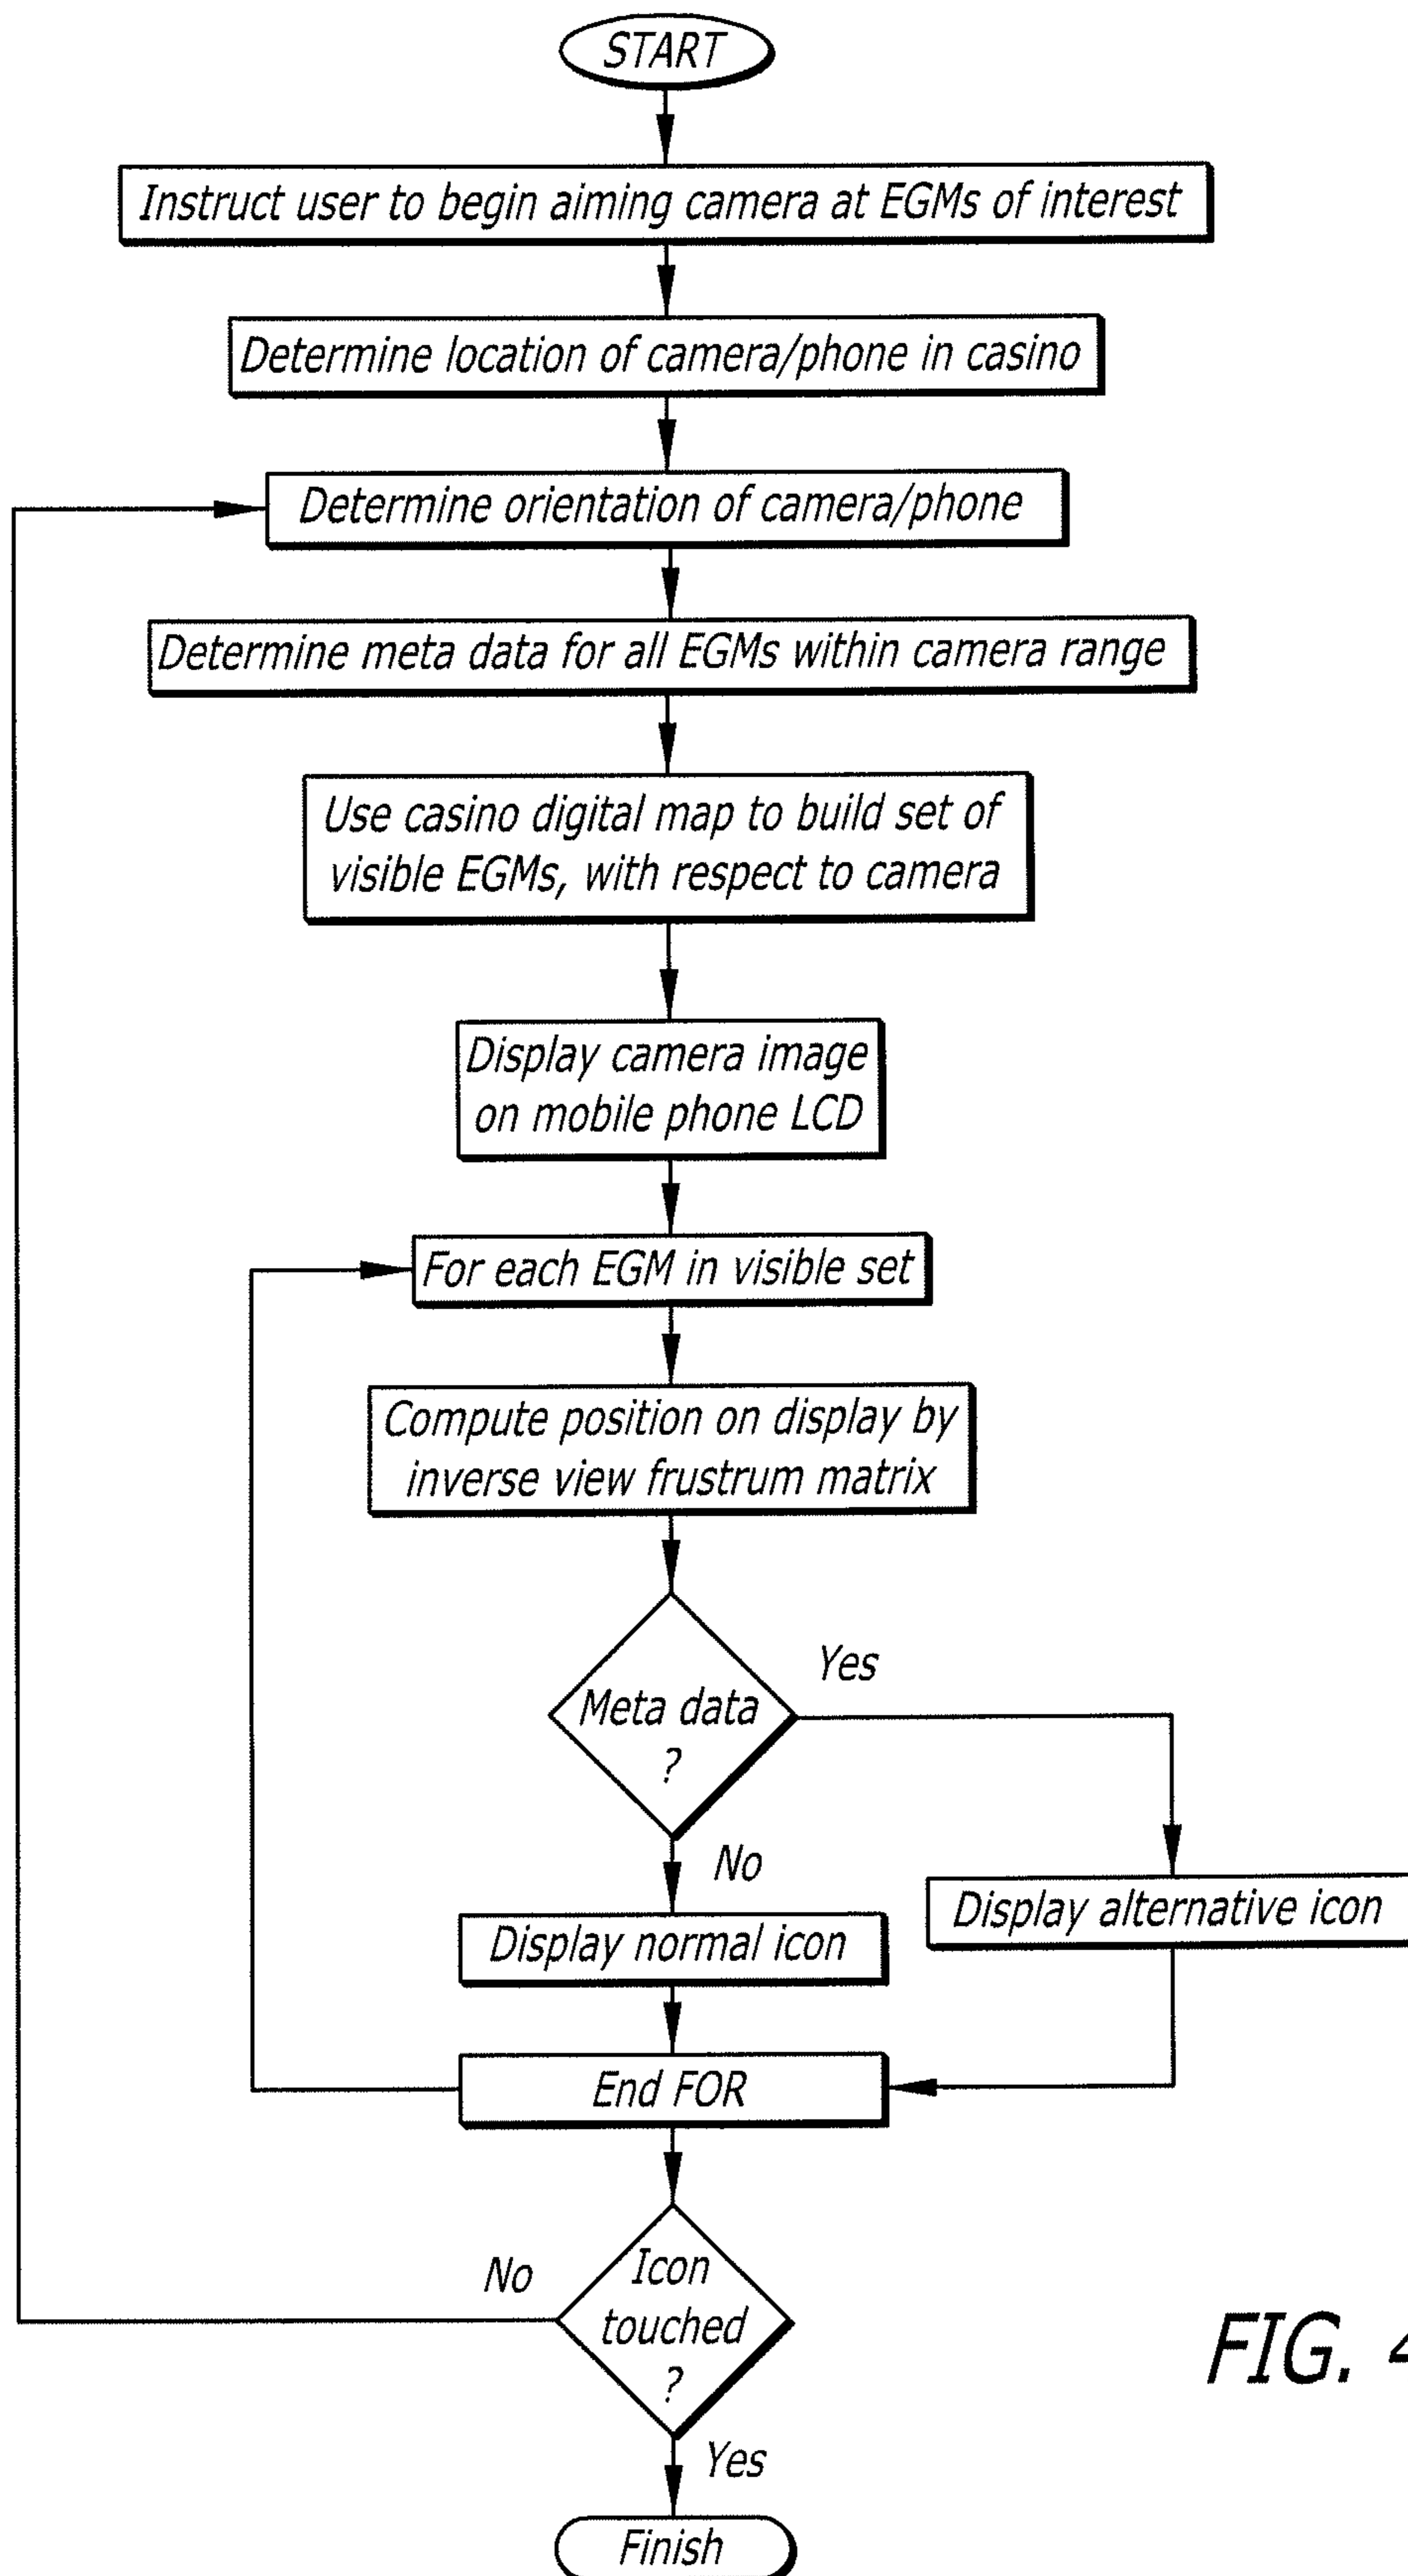 START
Instruct user to begin aiming camera at EGMs of interest
Determine location of camera/phone in casino
Determine orientation of camera/phone
Determine meta data for all EGMs within camera range
Use casino digital map to build set of
visible EGMs, with respect to camera
Display camera image
on mobile phone LCD
For each EGM in visible set
Compute position on display by
inverse view frustrum matrix
Meta data
?
Yes
No
Display normal icon
Display alternative icon
End FOR
Icon
touched
?
No
Yes
Finish
FIG. 4